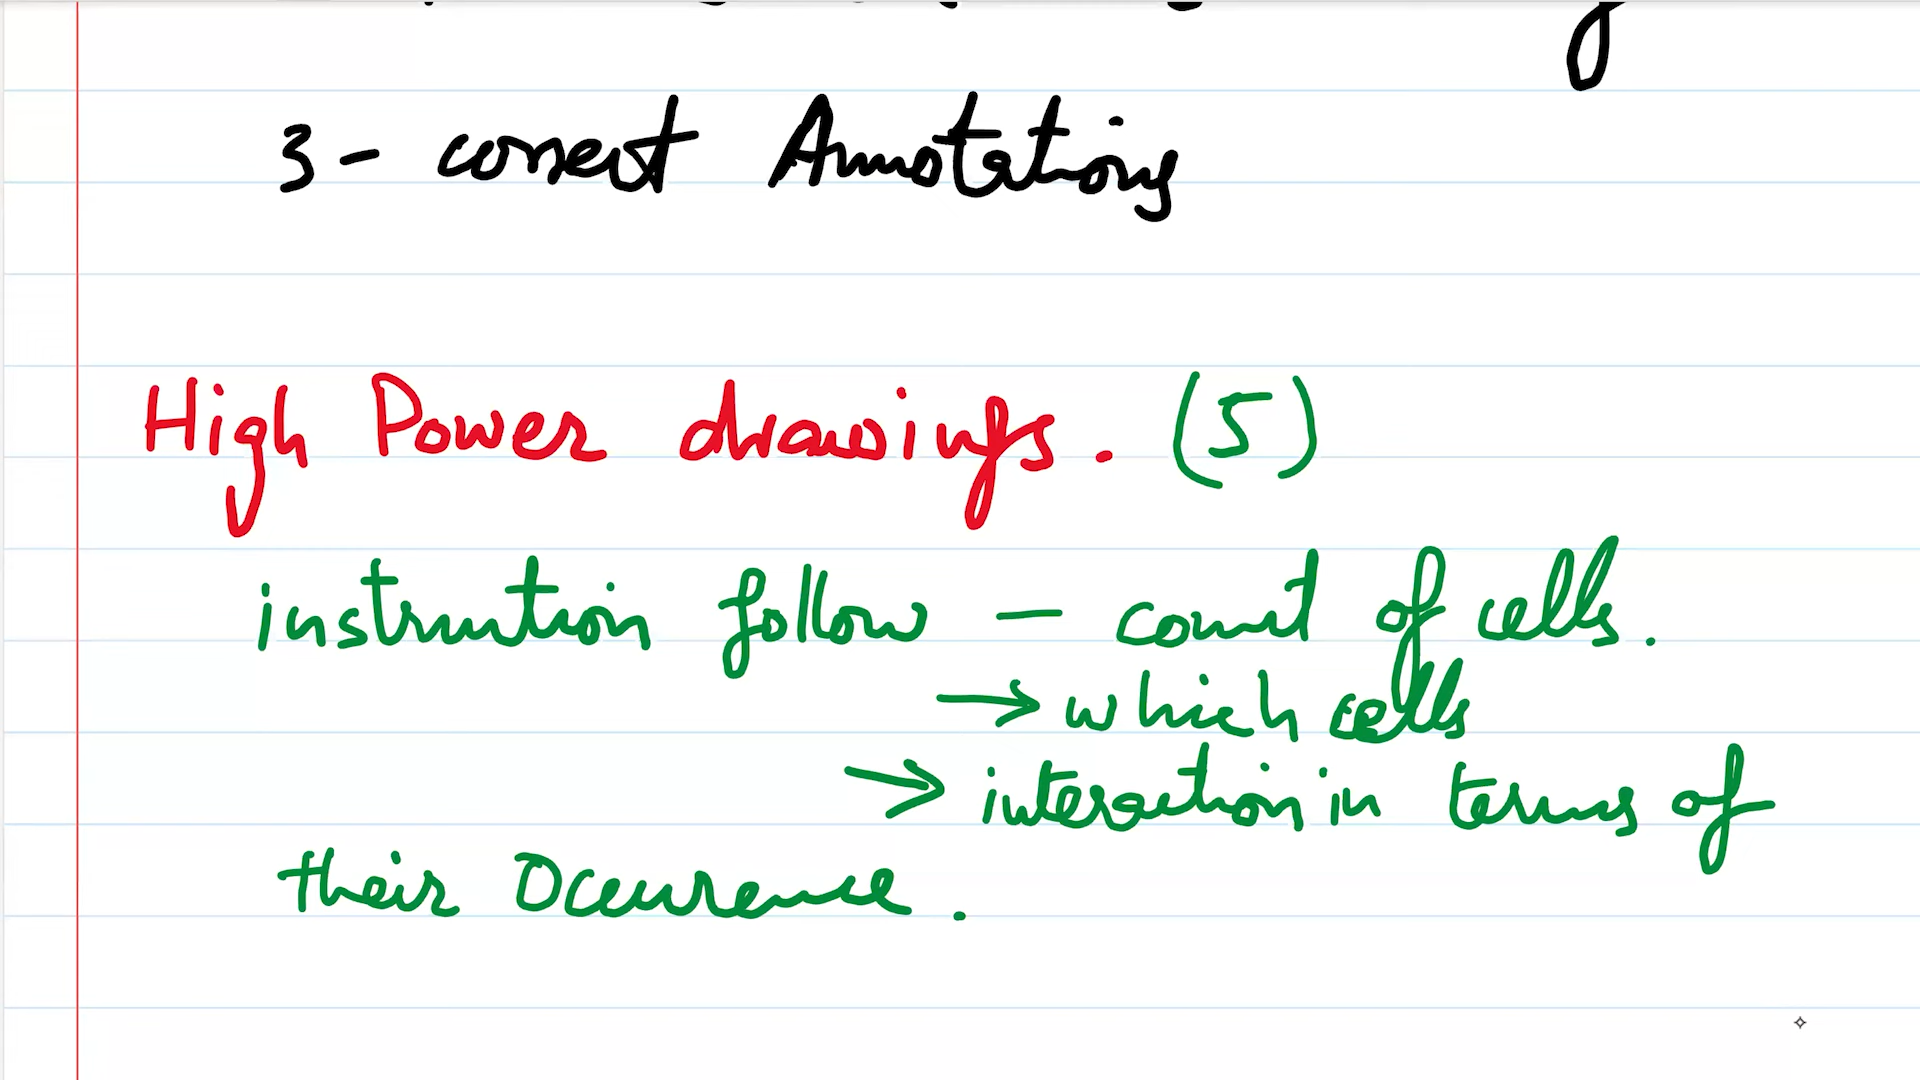 3 - correct Annotations
High Power drawings. (5)
instruction follow — count of cells.
→ which cells
→ interaction in terms of
their Occurence.